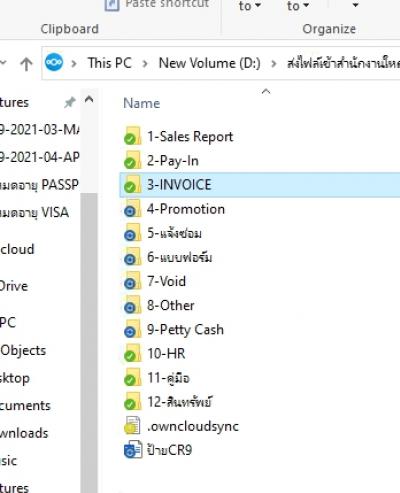 Paste shortcut
to
to
Clipboard
Organize
This PC > New Volume (D:) > ส่งไฟล์เข้าสำนักงานให
tures
9-2021-03-MA
9-2021-04-AP
หมดอายุ PASSP
หมดอายุ VISA
cloud
Drive
PC
Objects
sktop
cuments
wnloads
sic
tures
Name
1-Sales Report
2-Pay-In
3-INVOICE
4-Promotion
5-แจ้งซ่อม
6-แบบฟอร์ม
7-Void
8-Other
9-Petty Cash
10-HR
11-คู่มือ
12-สินทรัพย์
.owncloudsync
ป้ายCR9